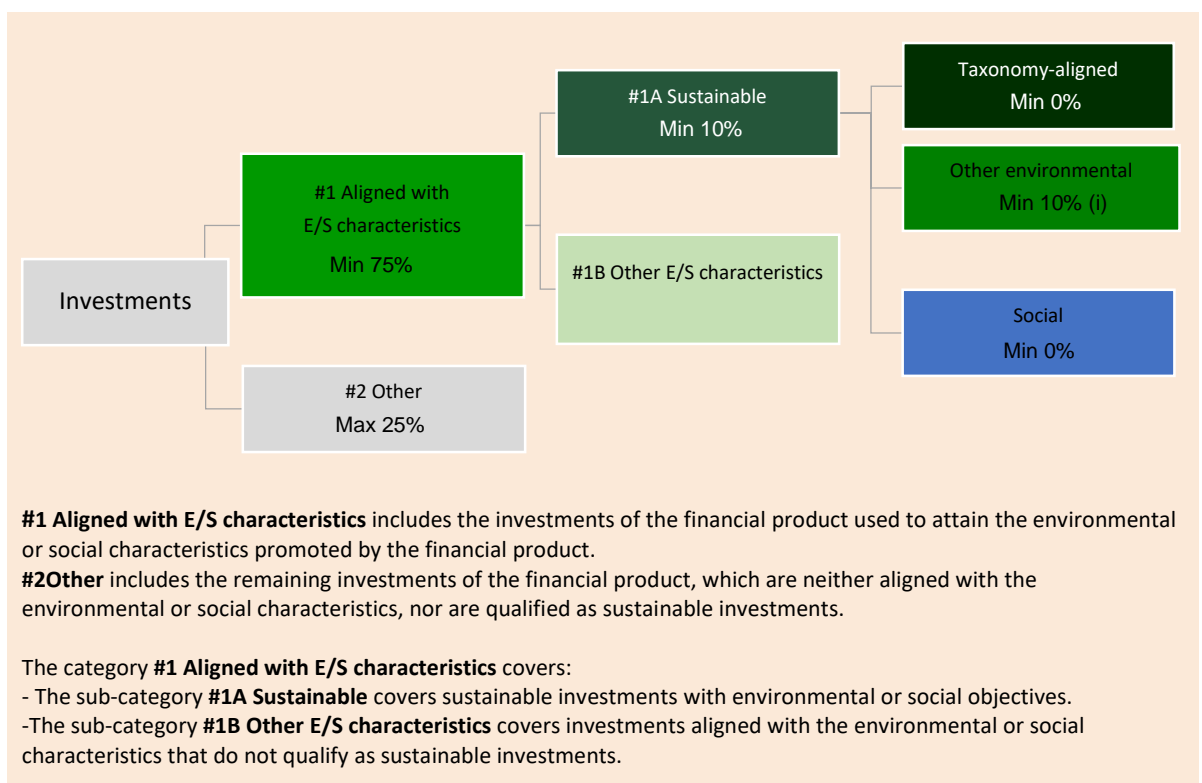 Investments
#1 Aligned with
E/S characteristics
Min 75%
#2 Other
Max 25%
#1A Sustainable
Min 10%
#1B Other E/S characteristics
Taxonomy-aligned
Min 0%
Other environmental
Min 10% (i)
Social
Min 0%
#1 Aligned with E/S characteristics includes the investments of the financial product used to attain the environmental
or social characteristics promoted by the financial product.
#2Other includes the remaining investments of the financial product, which are neither aligned with the
environmental or social characteristics, nor are qualified as sustainable investments.
The category #1 Aligned with E/S characteristics covers:
- The sub-category #1A Sustainable covers sustainable investments with environmental or social objectives.
-The sub-category #1B Other E/S characteristics covers investments aligned with the environmental or social
characteristics that do not qualify as sustainable investments.